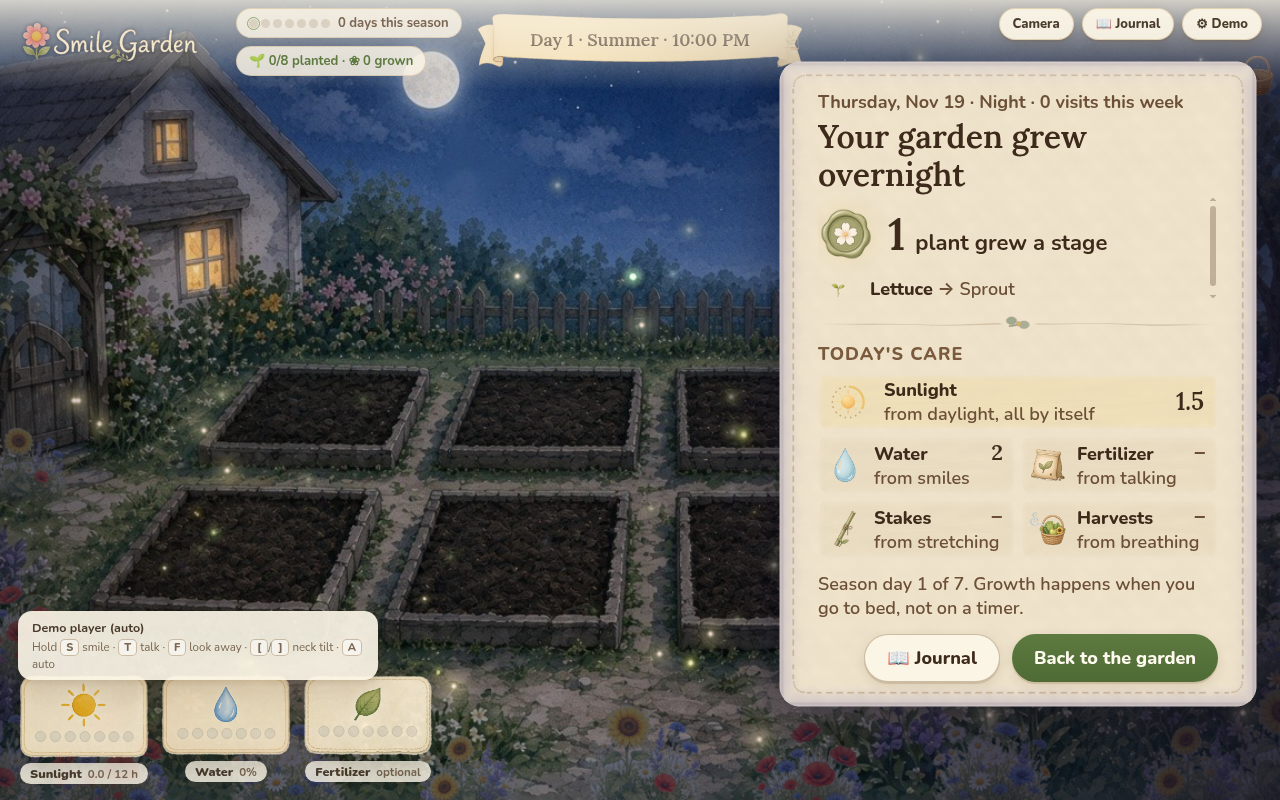 Smile Garden
0 days this season
🌱 0/8 planted · ❀ 0 grown
Day 1 · Summer · 10:00 PM
Camera
📖 Journal
⚙ Demo
Thursday, Nov 19 · Night · 0 visits this week
Your garden grew
overnight
1 plant grew a stage
Lettuce → Sprout
TODAY'S CARE
Sunlight
from daylight, all by itself
1.5
Water 2
from smiles
Fertilizer –
from talking
Stakes –
from stretching
Harvests –
from breathing
Season day 1 of 7. Growth happens when you
go to bed, not on a timer.
📖 Journal
Back to the garden
Demo player (auto)
Hold S smile · T talk · F look away · [ / ] neck tilt · A
auto
Sunlight 0.0 / 12 h
Water 0%
Fertilizer optional